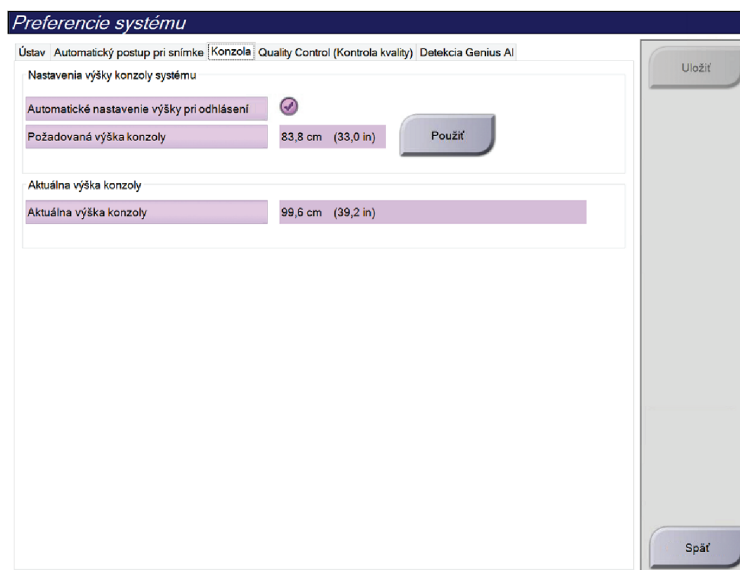 Preferencie systému
Ústav Automatický postup pri snímke Konzola Quality Control (Kontrola kvality) Detekcia Genius AI
Nastavenia výšky konzoly systému
Automatické nastavenie výšky pri odhlásení
Požadovaná výška konzoly 83,8 cm (33,0 in) Použiť
Aktuálna výška konzoly
Aktuálna výška konzoly 99,6 cm (39,2 in)
Uložiť
Späť